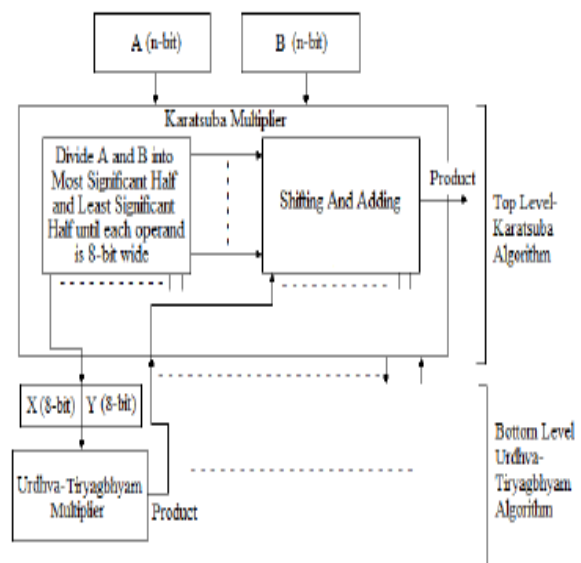 A (n-bit)
B (n-bit)
Karatsuba Multiplier
Divide A and B into
Most Significant Half
and Least Significant
Half until each operand
is 8-bit wide
Shifting And Adding
Product
Top Level-
Karatsuba
Algorithm
X (8-bit)
Y (8-bit)
Urdhva-Tiryagbhyam
Multiplier
Product
Bottom Level
Urdhva-
Tiryagbhyam
Algorithm